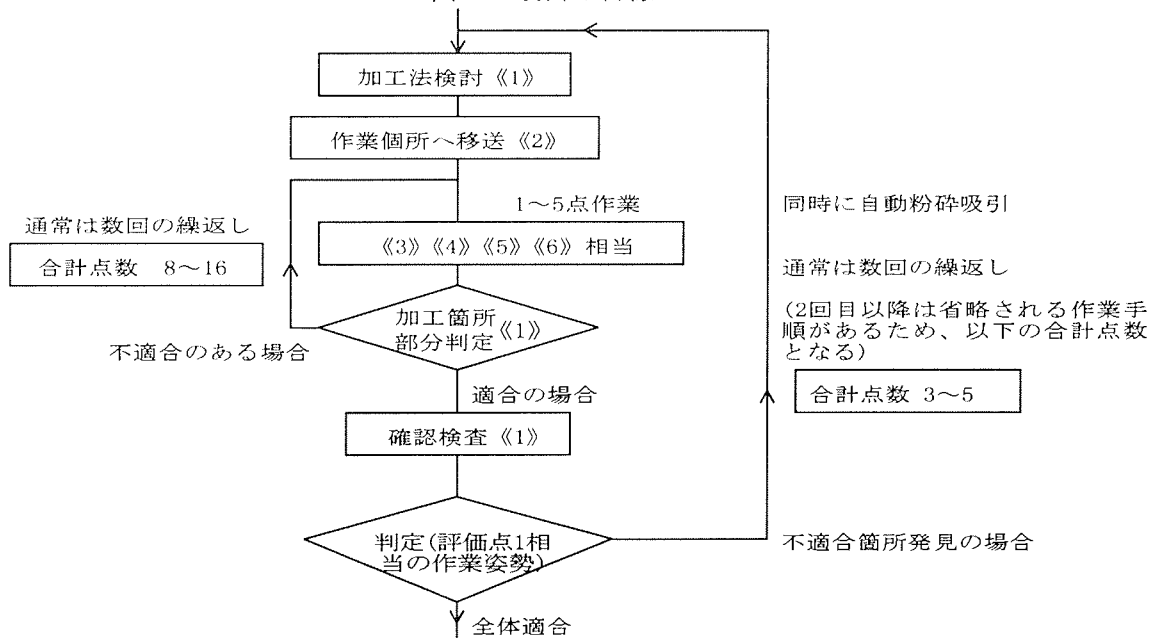 加工法検討《1》
作業個所へ移送《2》
1～5点作業
《3》《4》《5》《6》相当
通常は数回の繰返し
合計点数 8～16
加工箇所
部分判定《1》
不適合のある場合
適合の場合
確認検査《1》
判定(評価点1相
当の作業姿勢)
全体適合
同時に自動粉砕吸引
通常は数回の繰返し
(2回目以降は省略される作業手
順があるため、以下の合計点数
となる)
合計点数 3～5
不適合箇所発見の場合